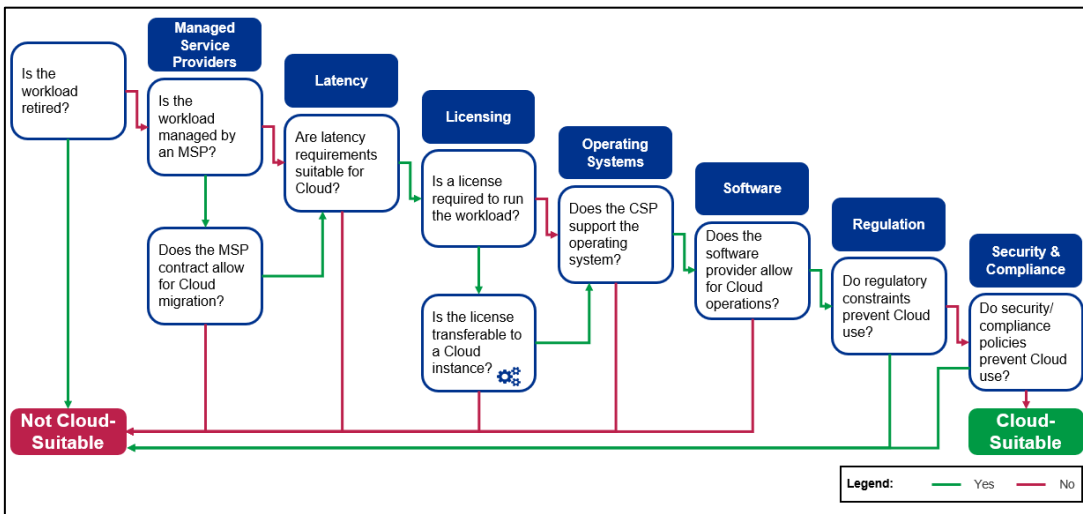 Is the
workload
retired?
Managed
Service
Providers
Is the
workload
managed by
an MSP?
Does the MSP
contract allow
for Cloud
migration?
Latency
Are latency
requirements
suitable for
Cloud?
Licensing
Is a license
required to run
the workload?
Is the license
transferable to
a Cloud
instance?
Operating
Systems
Does the CSP
support the
operating
system?
Software
Does the
software
provider allow
for Cloud
operations?
Regulation
Do regulatory
constraints
prevent Cloud
use?
Security &
Compliance
Do security/
compliance
policies
prevent Cloud
use?
Not Cloud-
Suitable
Cloud-
Suitable
Legend: Yes No